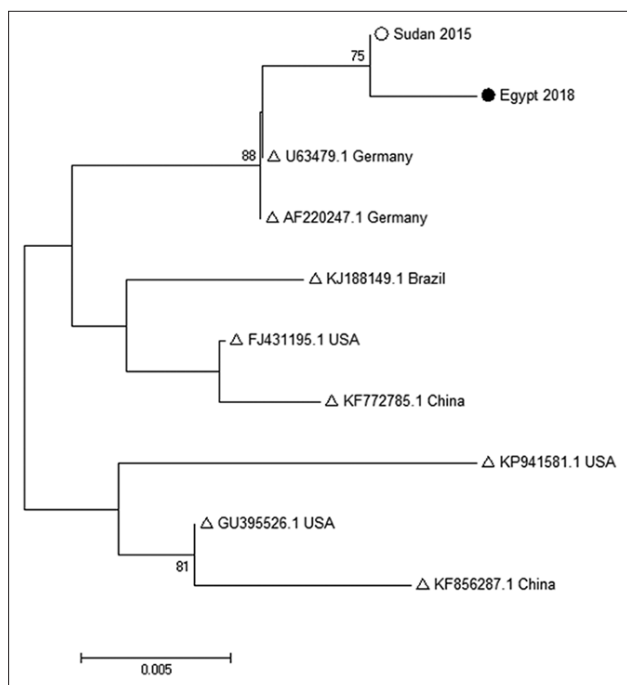 Sudan 2015
75
Egypt 2018
88
U63479.1 Germany
AF220247.1 Germany
KJ188149.1 Brazil
FJ431195.1 USA
KF772785.1 China
KP941581.1 USA
GU395526.1 USA
81
KF856287.1 China
0.005